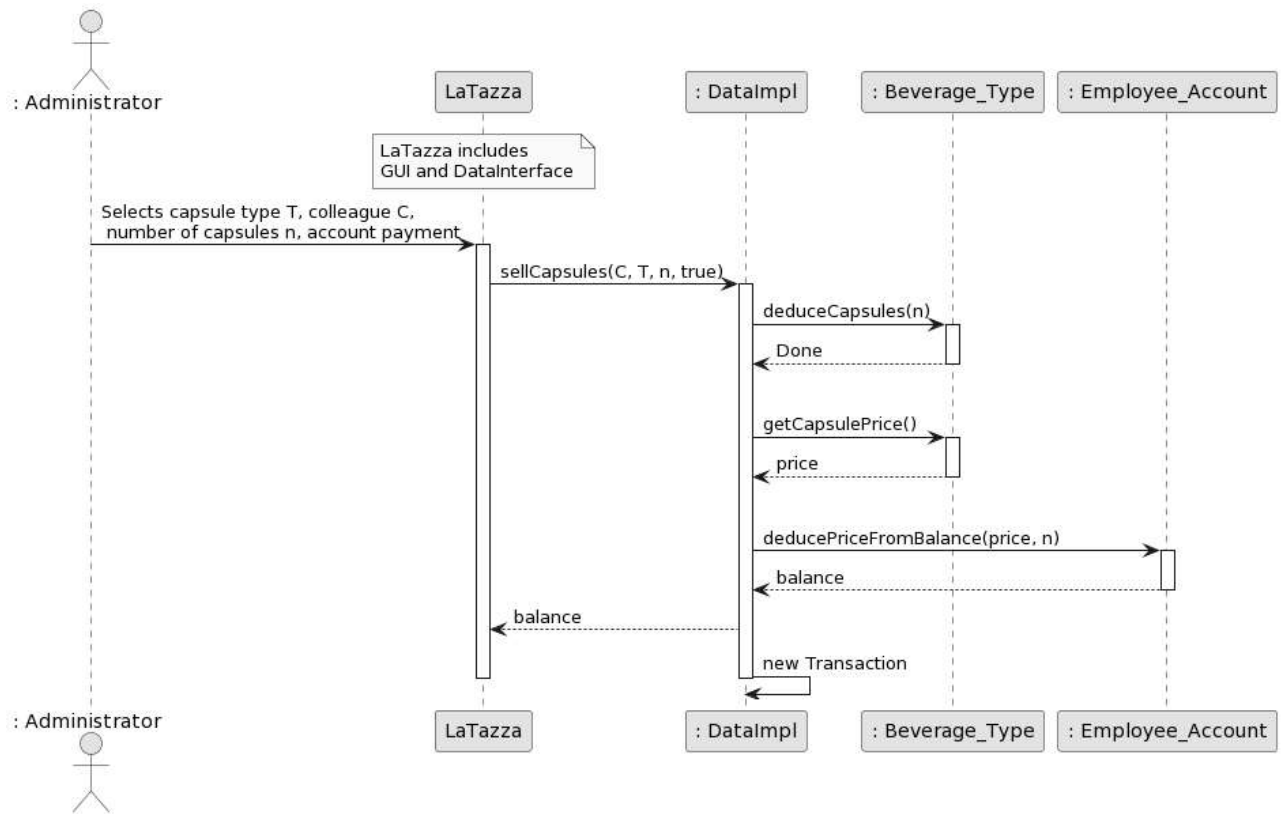 : Administrator
LaTazza
: DataImpl
: Beverage_Type
: Employee_Account
LaTazza includes
GUI and DataInterface
Selects capsule type T, colleague C,
number of capsules n, account payment
sellCapsules(C, T, n, true)
deduceCapsules(n)
Done
getCapsulePrice()
price
deducePriceFromBalance(price, n)
balance
balance
new Transaction
: Administrator
LaTazza
: DataImpl
: Beverage_Type
: Employee_Account